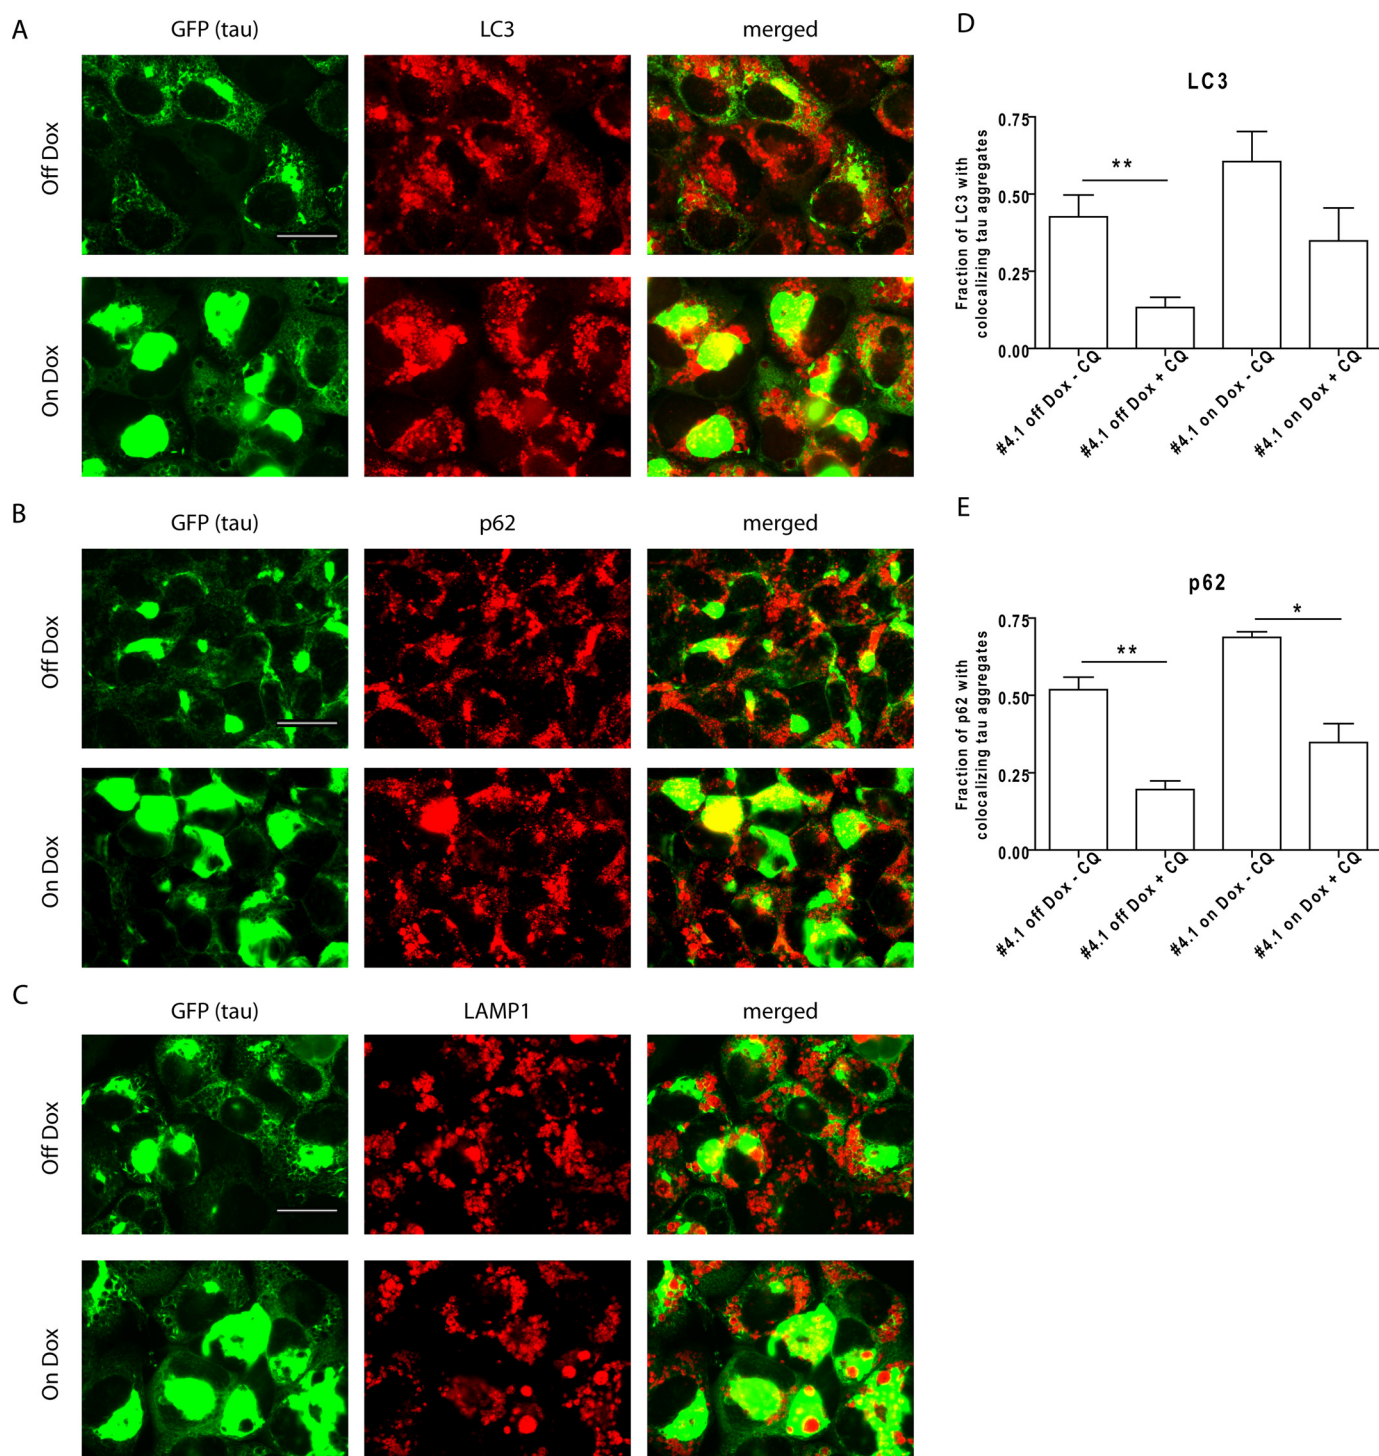 A
GFP (tau)
LC3
merged
Off Dox
On Dox
B
GFP (tau)
p62
merged
Off Dox
On Dox
C
GFP (tau)
LAMP1
merged
Off Dox
On Dox
D
LC3
Fraction of LC3 with
colocalizing tau aggregates
0.75
0.50
0.25
0.00
**
#4.1 off Dox - CQ
#4.1 off Dox + CQ
#4.1 on Dox - CQ
#4.1 on Dox + CQ
E
p62
Fraction of p62 with
colocalizing tau aggregates
0.75
0.50
0.25
0.00
**
*
#4.1 off Dox - CQ
#4.1 off Dox + CQ
#4.1 on Dox - CQ
#4.1 on Dox + CQ